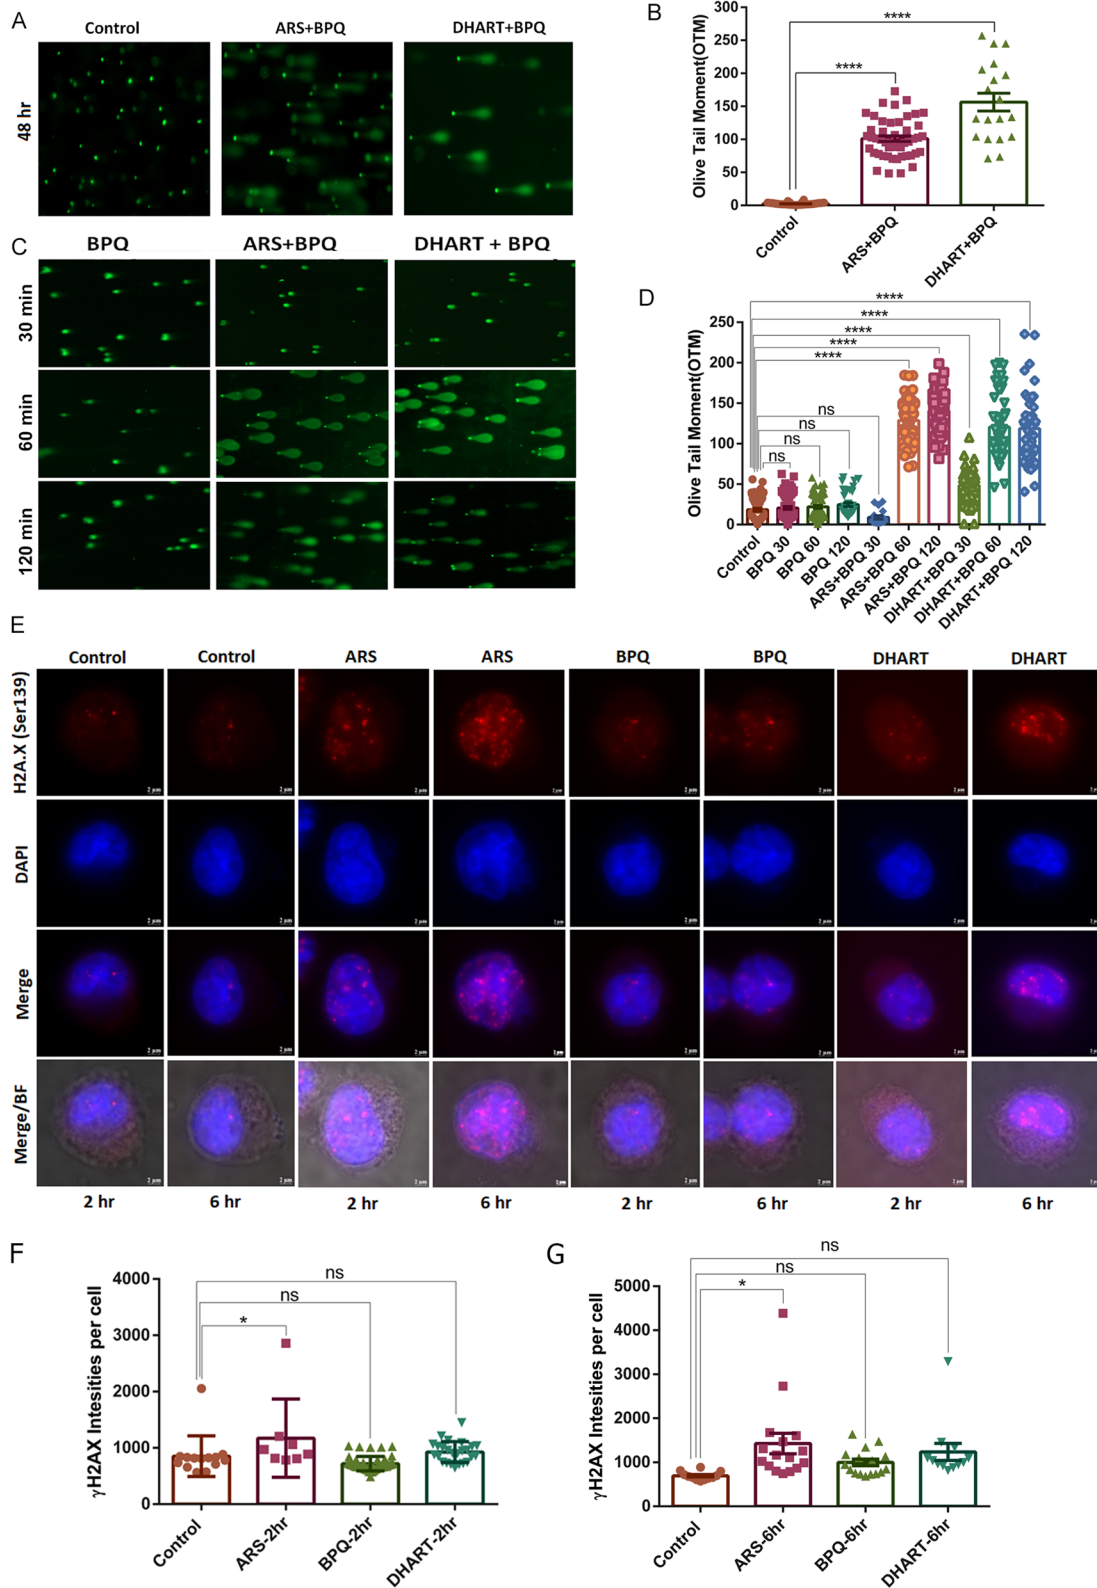 A
Control
ARS+BPQ
DHART+BPQ
48 hr
B
Olive Tail Moment(OTM)
300
250
200
150
100
50
0
****
****
Control
ARS+BPQ
DHART+BPQ
C
BPQ
ARS+BPQ
DHART + BPQ
30 min
60 min
120 min
D
Olive Tail Moment(OTM)
250
200
150
100
50
0
****
****
****
****
****
ns
ns
ns
ns
Control
BPQ 30
BPQ 60
BPQ 120
ARS+BPQ 30
ARS+BPQ 60
ARS+BPQ 120
DHART+BPQ 30
DHART+BPQ 60
DHART+BPQ 120
E
Control
Control
ARS
ARS
BPQ
BPQ
DHART
DHART
H2A.X (Ser139)
DAPI
Merge
Merge/BF
2 µm
2 hr
6 hr
2 hr
6 hr
2 hr
6 hr
2 hr
6 hr
F
γH2AX Intesities per cell
4000
3000
2000
1000
0
ns
ns
*
Control
ARS-2hr
BPQ-2hr
DHART-2hr
G
γH2AX Intesities per cell
5000
4000
3000
2000
1000
0
ns
ns
*
Control
ARS-6hr
BPQ-6hr
DHART-6hr